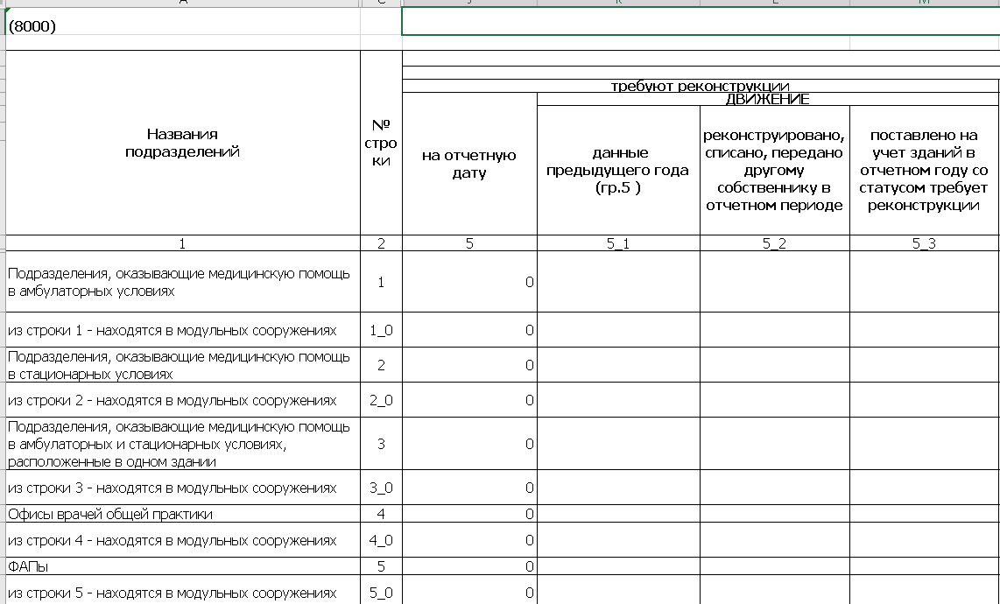 (8000)
требуют реконструкции
ДВИЖЕНИЕ
Названия
подразделений
№
стро
ки
на отчетную
дату
данные
предыдущего года
(гр.5 )
реконструировано,
списано, передано
другому
собственнику в
отчетном периоде
поставлено на
учет зданий в
отчетном году со
статусом требует
реконструкции
1 2 5 5_1 5_2 5_3
Подразделения, оказывающие медицинскую помощь
в амбулаторных условиях
1 0
из строки 1 - находятся в модульных сооружениях 1_0 0
Подразделения, оказывающие медицинскую помощь
в стационарных условиях
2 0
из строки 2 - находятся в модульных сооружениях 2_0 0
Подразделения, оказывающие медицинскую помощь
в амбулаторных и стационарных условиях,
расположенные в одном здании
3 0
из строки 3 - находятся в модульных сооружениях 3_0 0
Офисы врачей общей практики 4 0
из строки 4 - находятся в модульных сооружениях 4_0 0
ФАПы 5 0
из строки 5 - находятся в модульных сооружениях 5_0 0